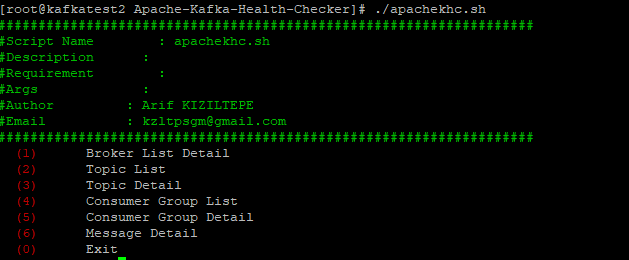 [root@kafkatest2 Apache-Kafka-Health-Checker]# ./apachekhc.sh
######################################################################
#Script Name : apachekhc.sh
#Description :
#Requirement :
#Args :
#Author : Arif KIZILTEPE
#Email : kzltpsgm@gmail.com
######################################################################
(1) Broker List Detail
(2) Topic List
(3) Topic Detail
(4) Consumer Group List
(5) Consumer Group Detail
(6) Message Detail
(0) Exit